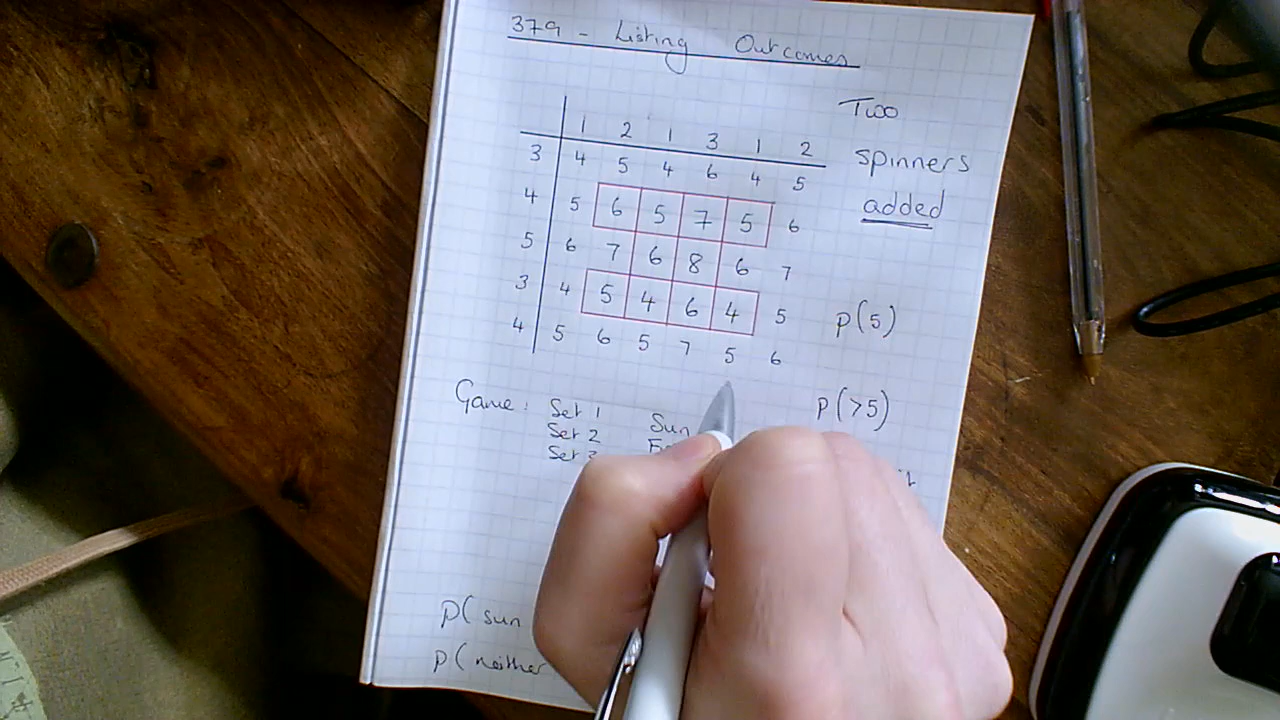 379 - Listing Outcomes
Two
spinners
added
1 2 1 3 1 2
3 4 5 4 6 4 5
4 5 6 5 7 5 6
5 6 7 6 8 6 7
3 4 5 4 6 4 5
4 5 6 5 7 5 6
p(5)
p(>5)
Game: Set 1 Sun
Set 2
Set 3
p( sun
p( neither